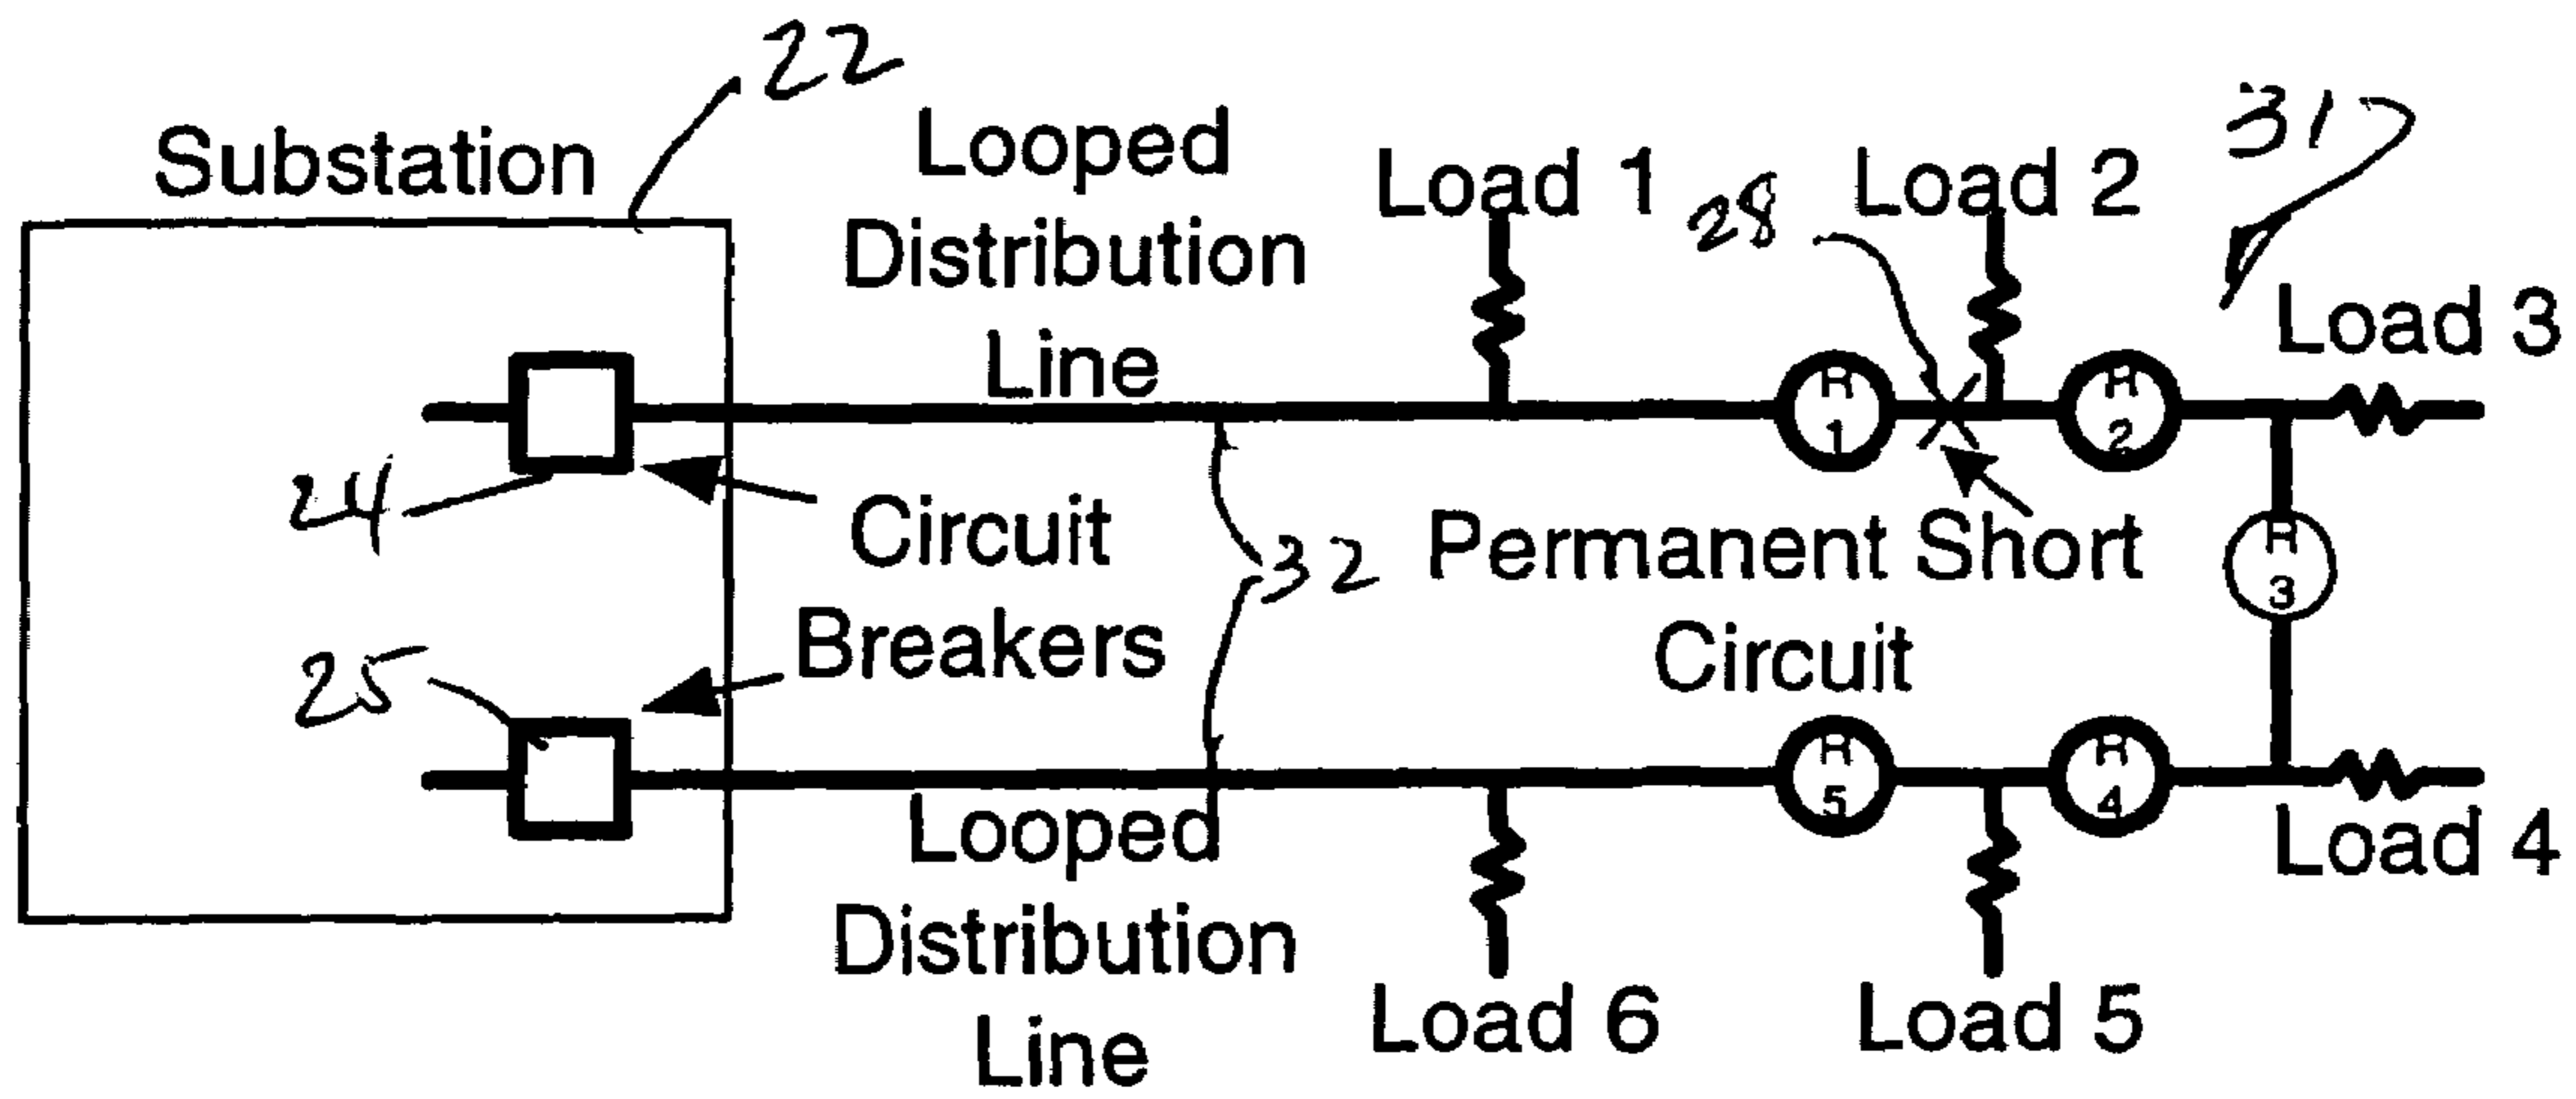 22
Substation
Looped
Distribution
Line
Load 1
28
Load 2
31
Load 3
R
1
R
2
24
Circuit
Breakers
32
Permanent Short
Circuit
R
3
25
R
5
R
4
Looped
Distribution
Line
Load 4
Load 6
Load 5